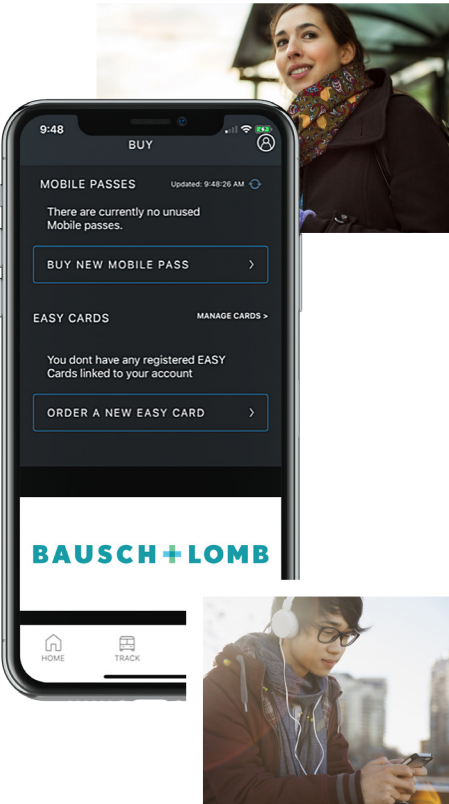 9:48
BUY
MOBILE PASSES
Updated: 9:48:26 AM
There are currently no unused
Mobile passes.
BUY NEW MOBILE PASS
EASY CARDS
MANAGE CARDS >
You dont have any registered EASY
Cards linked to your account
ORDER A NEW EASY CARD
BAUSCH+LOMB
HOME
TRACK